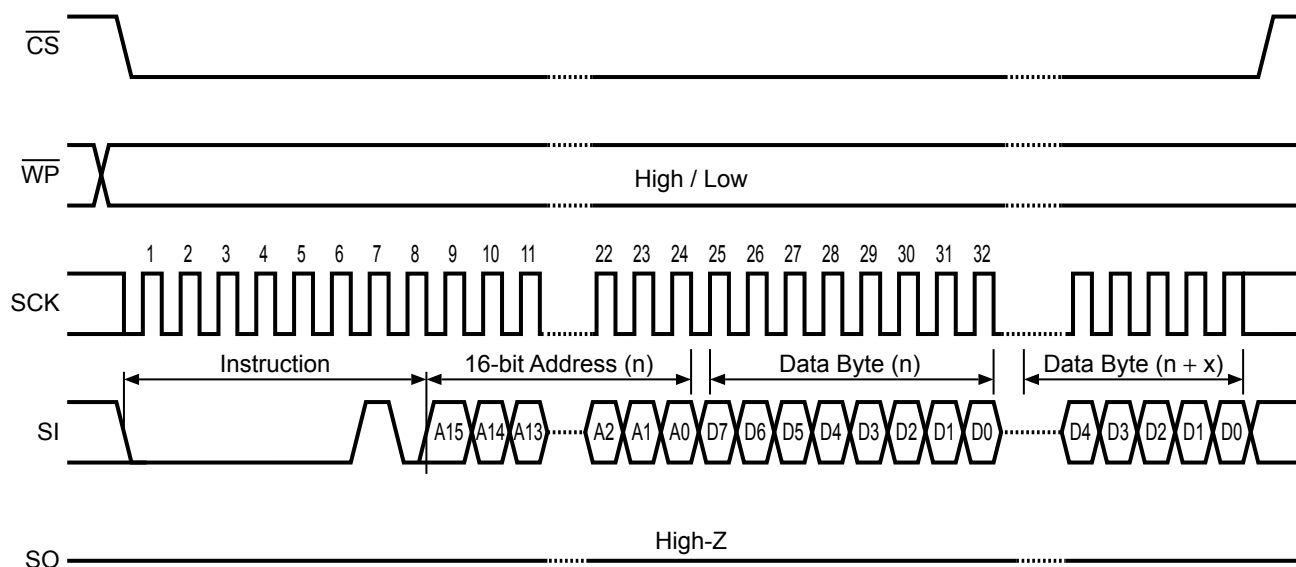 CS
WP
High / Low
1 2 3 4 5 6 7 8 9 10 11 22 23 24 25 26 27 28 29 30 31 32
SCK
Instruction 16-bit Address (n) Data Byte (n) Data Byte (n + x)
SI A15 A14 A13 A2 A1 A0 D7 D6 D5 D4 D3 D2 D1 D0 D4 D3 D2 D1 D0
High-Z
SO